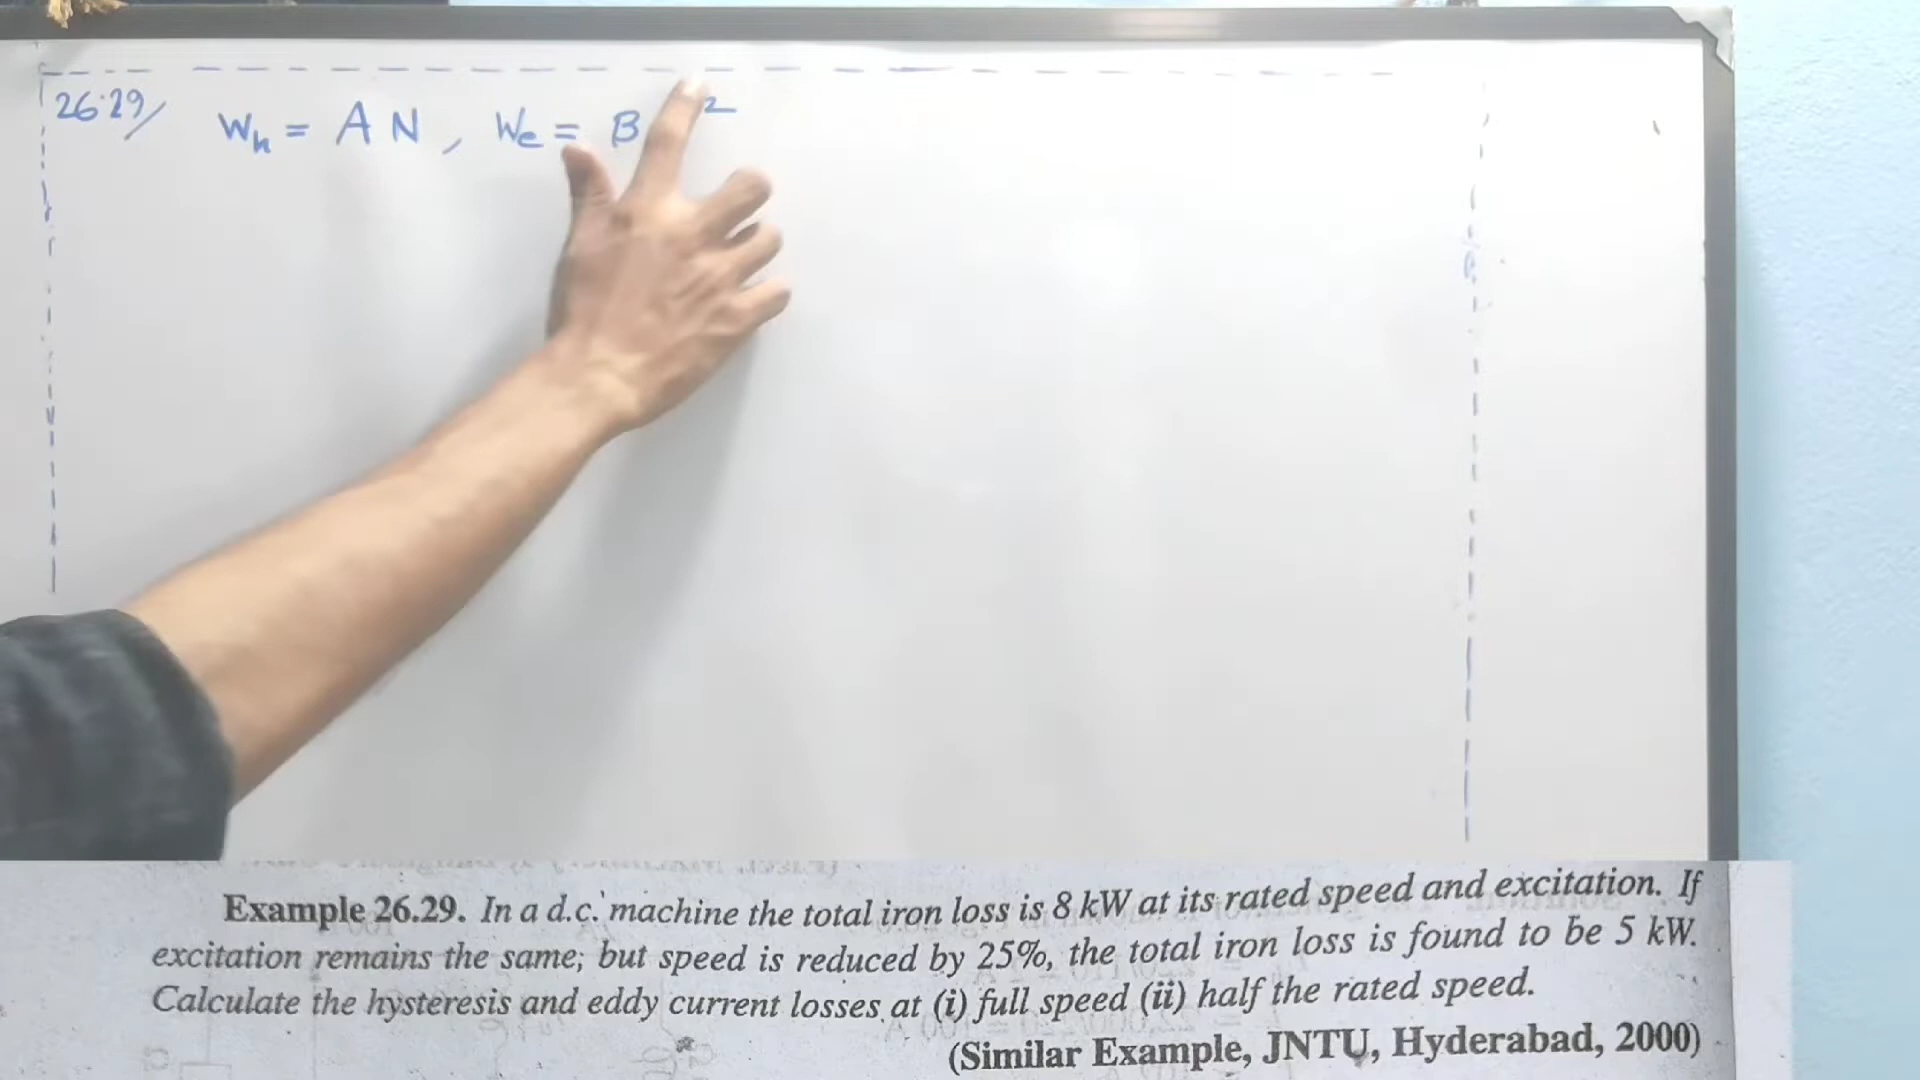 26.29/ Wh = AN, We = B 2
Example 26.29. In a d.c. machine the total iron loss is 8 kW at its rated speed and excitation. If
excitation remains the same; but speed is reduced by 25%, the total iron loss is found to be 5 kW.
Calculate the hysteresis and eddy current losses at (i) full speed (ii) half the rated speed.
(Similar Example, JNTU, Hyderabad, 2000)